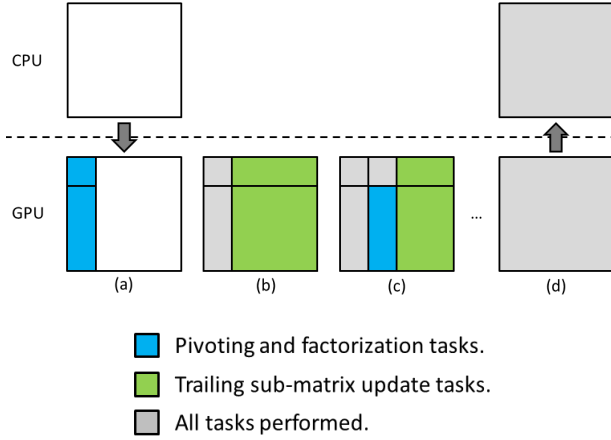 CPU
GPU
...
(a)
(b)
(c)
(d)
Pivoting and factorization tasks.
Trailing sub-matrix update tasks.
All tasks performed.